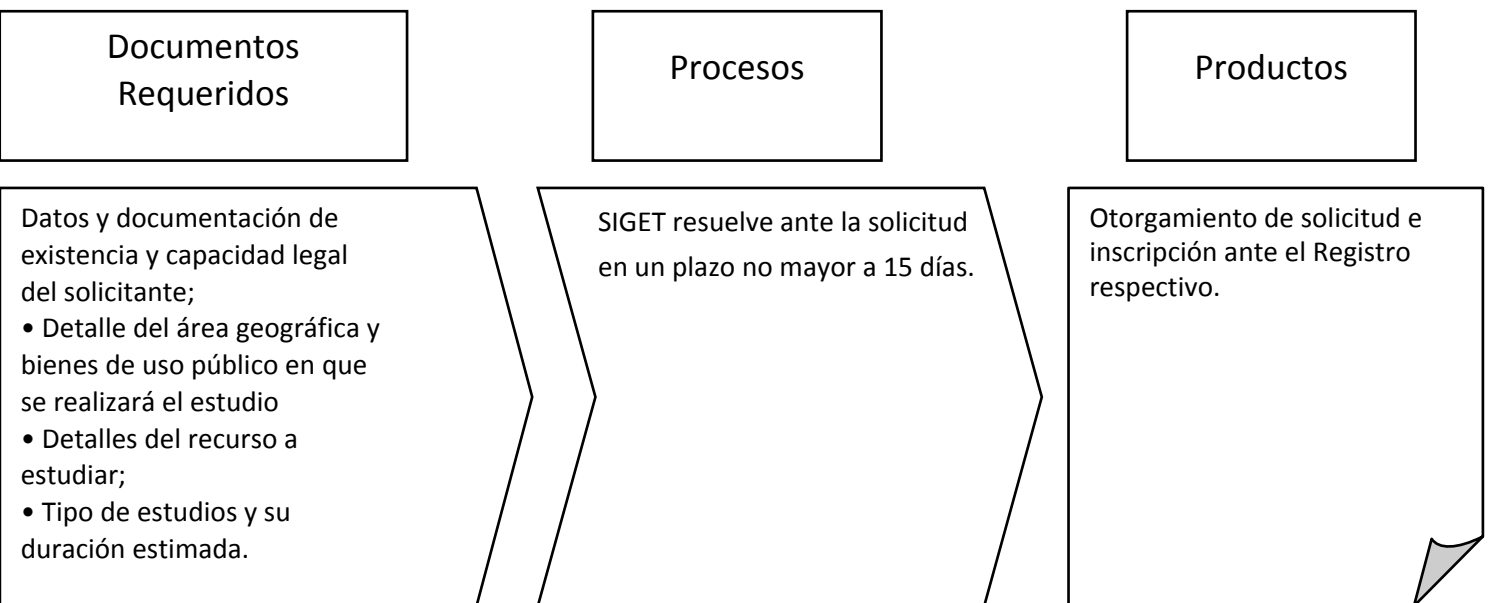 Documentos
Requeridos
Procesos
Productos
Datos y documentación de
existencia y capacidad legal
del solicitante;
• Detalle del área geográfica y
bienes de uso público en que
se realizará el estudio
• Detalles del recurso a
estudiar;
• Tipo de estudios y su
duración estimada.
SIGET resuelve ante la solicitud
en un plazo no mayor a 15 días.
Otorgamiento de solicitud e
inscripción ante el Registro
respectivo.